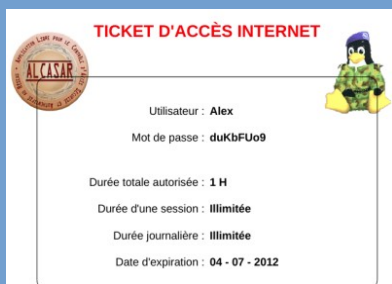 TICKET D'ACCÈS INTERNET
ALCASAR
Utilisateur : Alex
Mot de passe : duKbFUo9
Durée totale autorisée : 1 H
Durée d'une session : Illimitée
Durée journalière : Illimitée
Date d'expiration : 04 - 07 - 2012